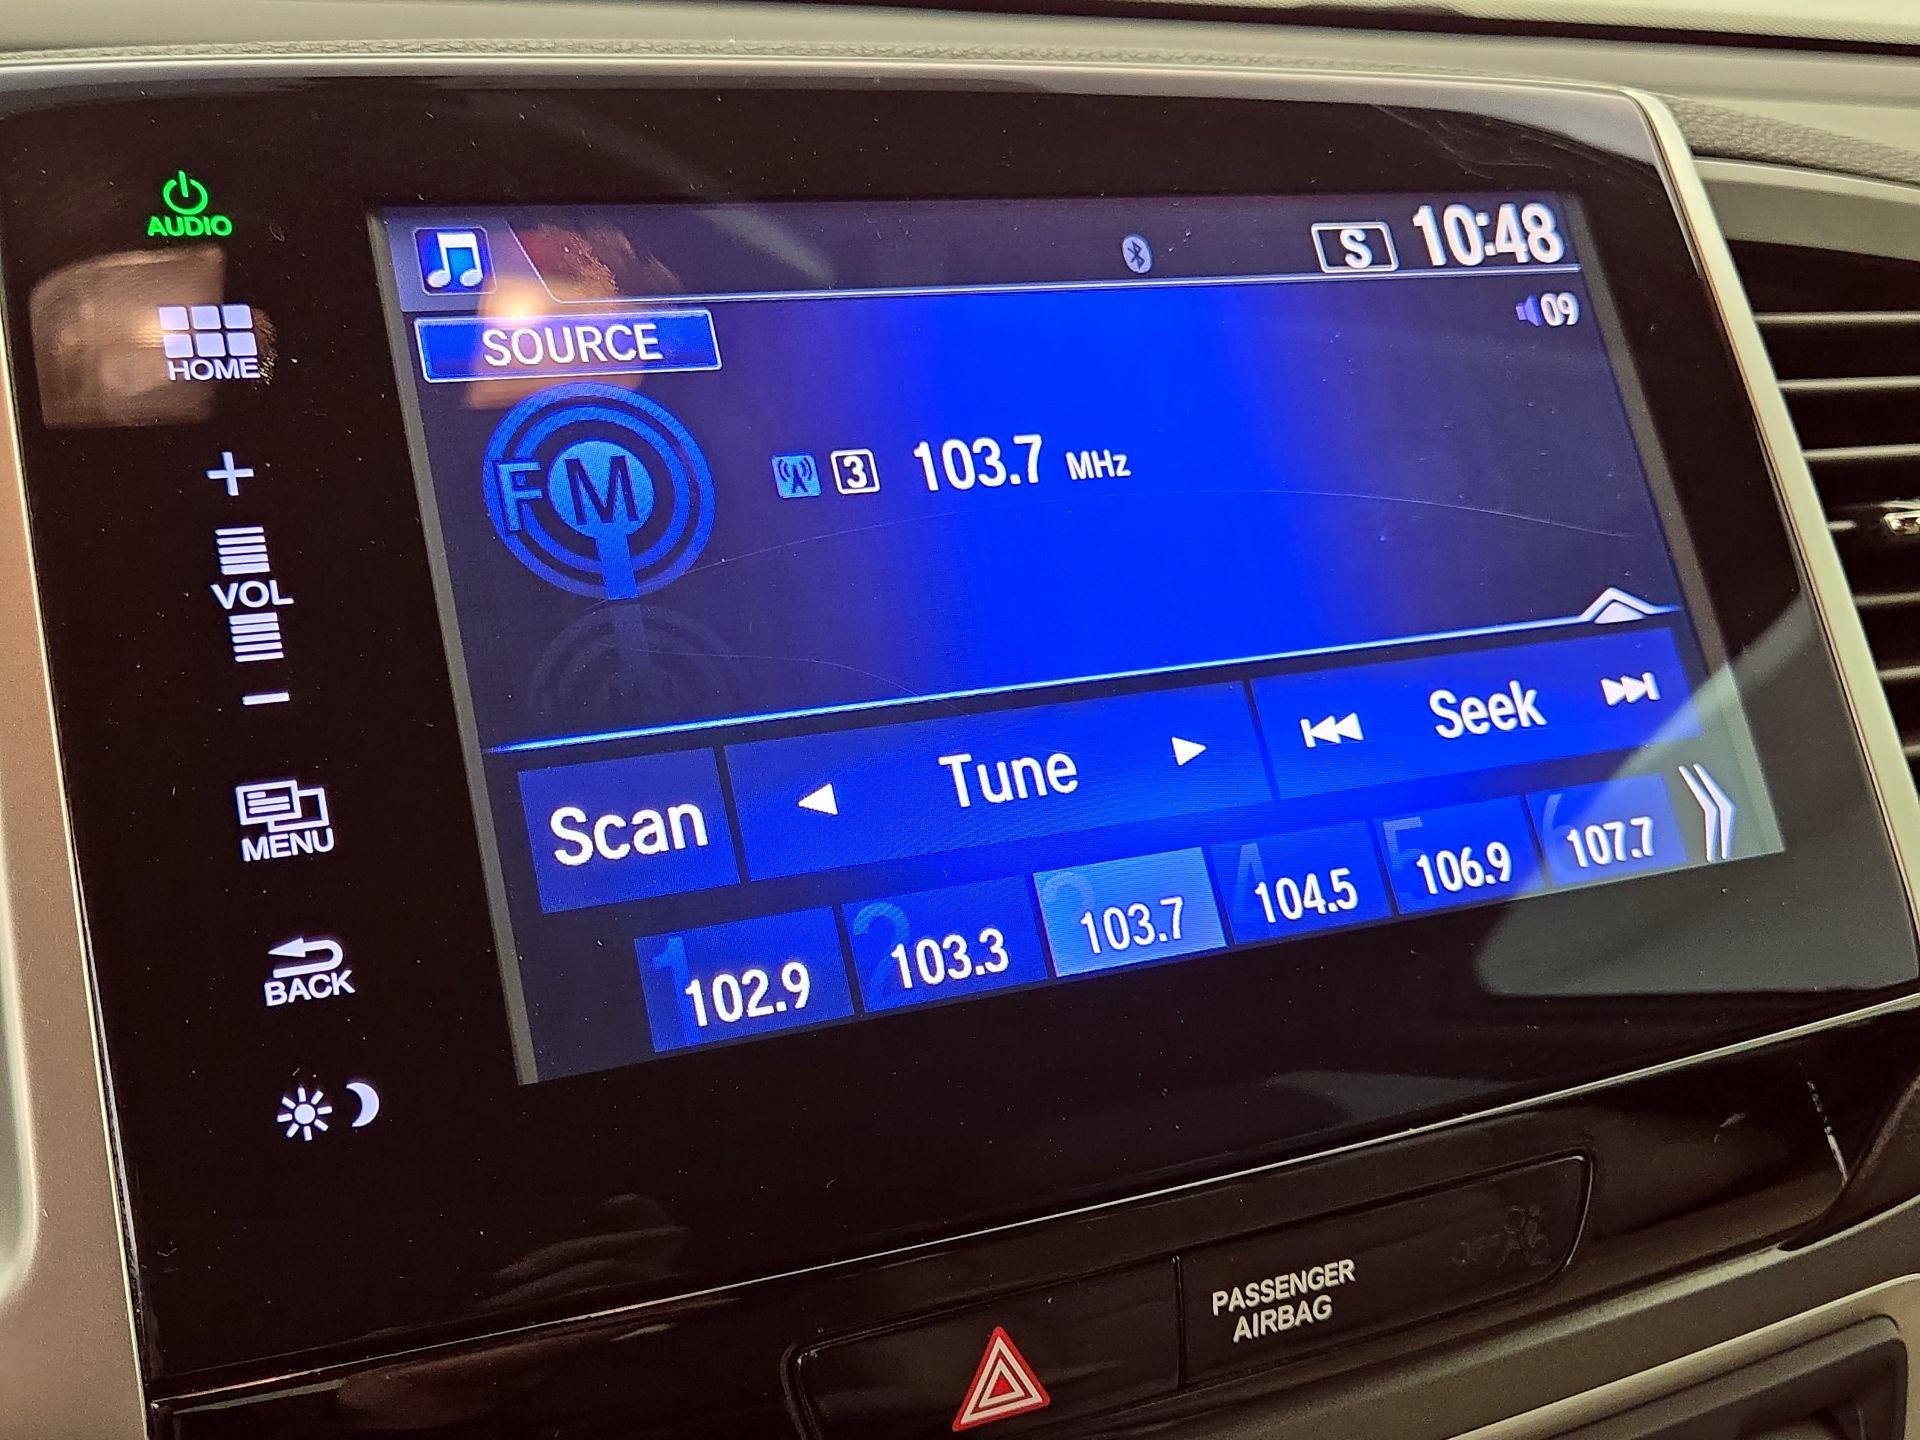 AUDIO
S 10:48
09
SOURCE
HOME
FM
3 103.7 MHz
VOL
Scan Tune Seek
MENU
1 102.9 2 103.3 3 103.7 4 104.5 5 106.9 6 107.7
BACK
PASSENGER
AIRBAG
OFF